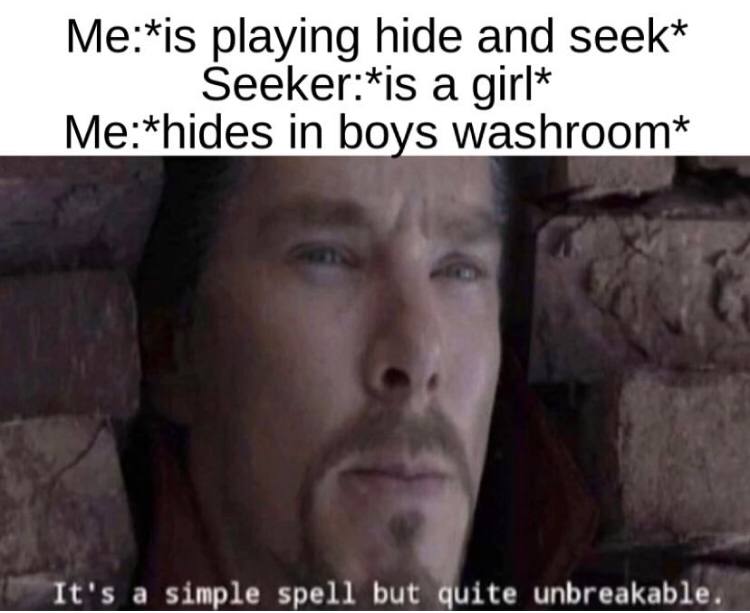 Me:*is playing hide and seek*
Seeker:*is a girl*
Me:*hides in boys washroom*
It's a simple spell but quite unbreakable.